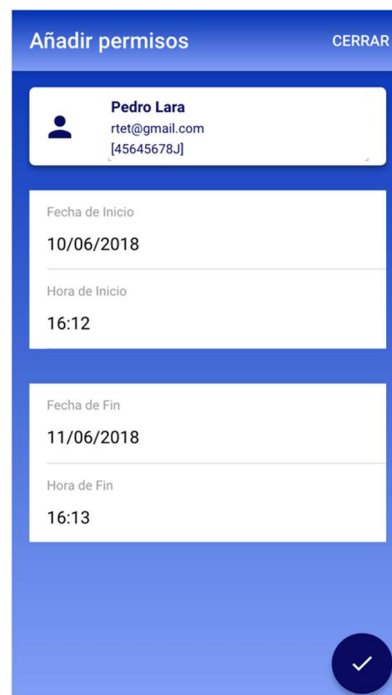 Añadir permisos CERRAR
Pedro Lara
rtet@gmail.com
[45645678J]
Fecha de Inicio
10/06/2018
Hora de Inicio
16:12
Fecha de Fin
11/06/2018
Hora de Fin
16:13